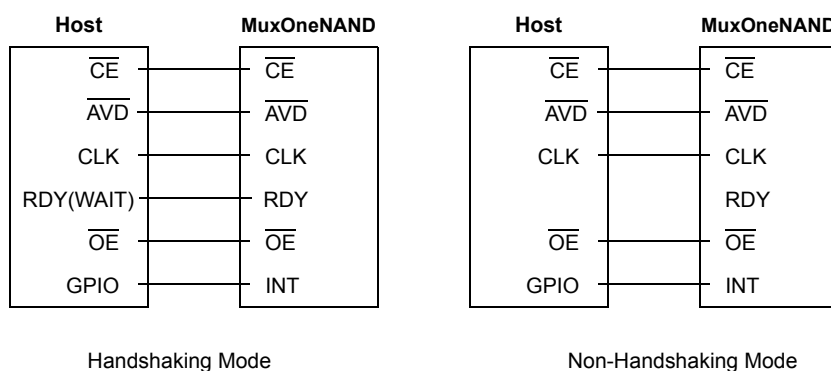 Host MuxOneNAND
CE CE
AVD AVD
CLK CLK
RDY(WAIT) RDY
OE OE
GPIO INT
Handshaking Mode
Host MuxOneNAND
CE CE
AVD AVD
CLK CLK
RDY
OE OE
GPIO INT
Non-Handshaking Mode